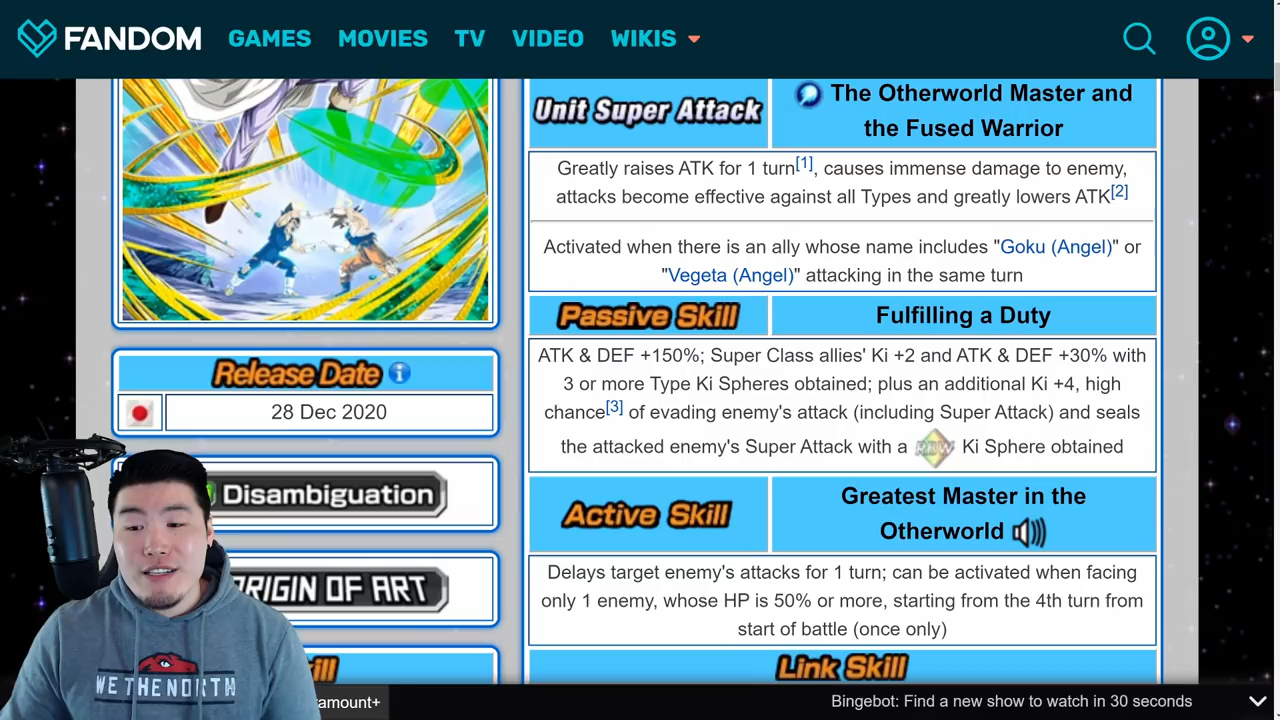 FANDOM GAMES MOVIES TV VIDEO WIKIS
Unit Super Attack
The Otherworld Master and
the Fused Warrior
Greatly raises ATK for 1 turn[1], causes immense damage to enemy,
attacks become effective against all Types and greatly lowers ATK[2]
Activated when there is an ally whose name includes "Goku (Angel)" or
"Vegeta (Angel)" attacking in the same turn
Passive Skill
Fulfilling a Duty
ATK & DEF +150%; Super Class allies' Ki +2 and ATK & DEF +30% with
3 or more Type Ki Spheres obtained; plus an additional Ki +4, high
chance[3] of evading enemy's attack (including Super Attack) and seals
the attacked enemy's Super Attack with a RBW Ki Sphere obtained
Active Skill
Greatest Master in the
Otherworld
Delays target enemy's attacks for 1 turn; can be activated when facing
only 1 enemy, whose HP is 50% or more, starting from the 4th turn from
start of battle (once only)
Link Skill
Release Date
28 Dec 2020
Disambiguation
ORIGIN OF ART
WE THE NORTH
amount+
Bingebot: Find a new show to watch in 30 seconds